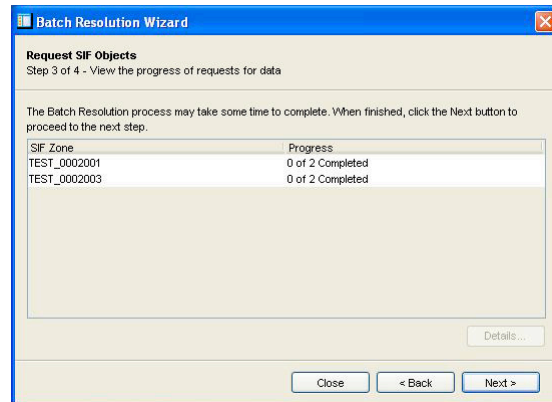 Batch Resolution Wizard
Request SIF Objects
Step 3 of 4 - View the progress of requests for data
The Batch Resolution process may take some time to complete. When finished, click the Next button to
proceed to the next step.
SIF Zone Progress
TEST_0002001 0 of 2 Completed
TEST_0002003 0 of 2 Completed
Details...
Close < Back Next >